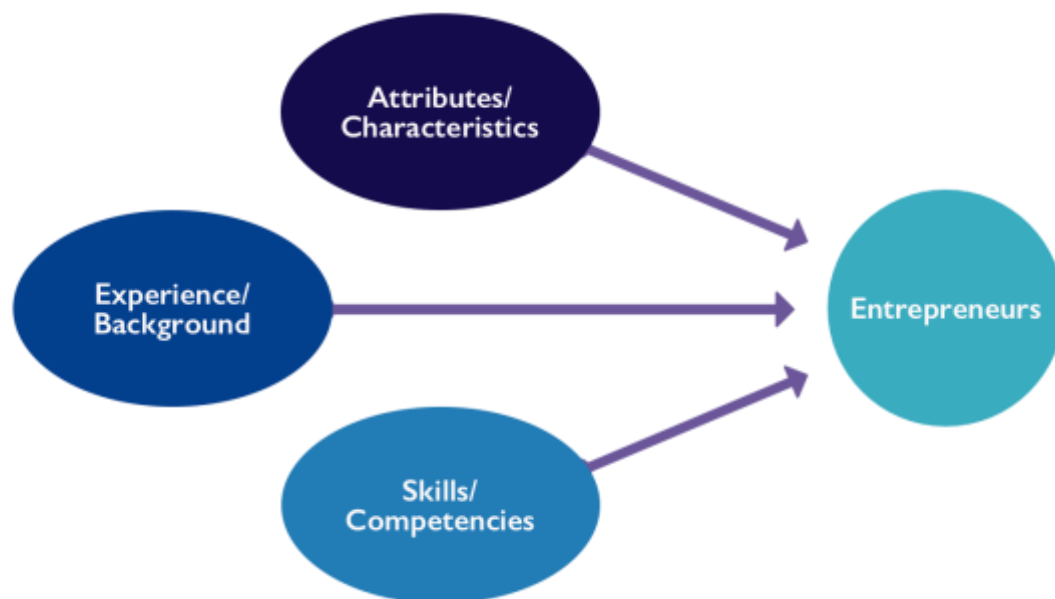 Attributes/
Characteristics
Experience/
Background
Entrepreneurs
Skills/
Competencies